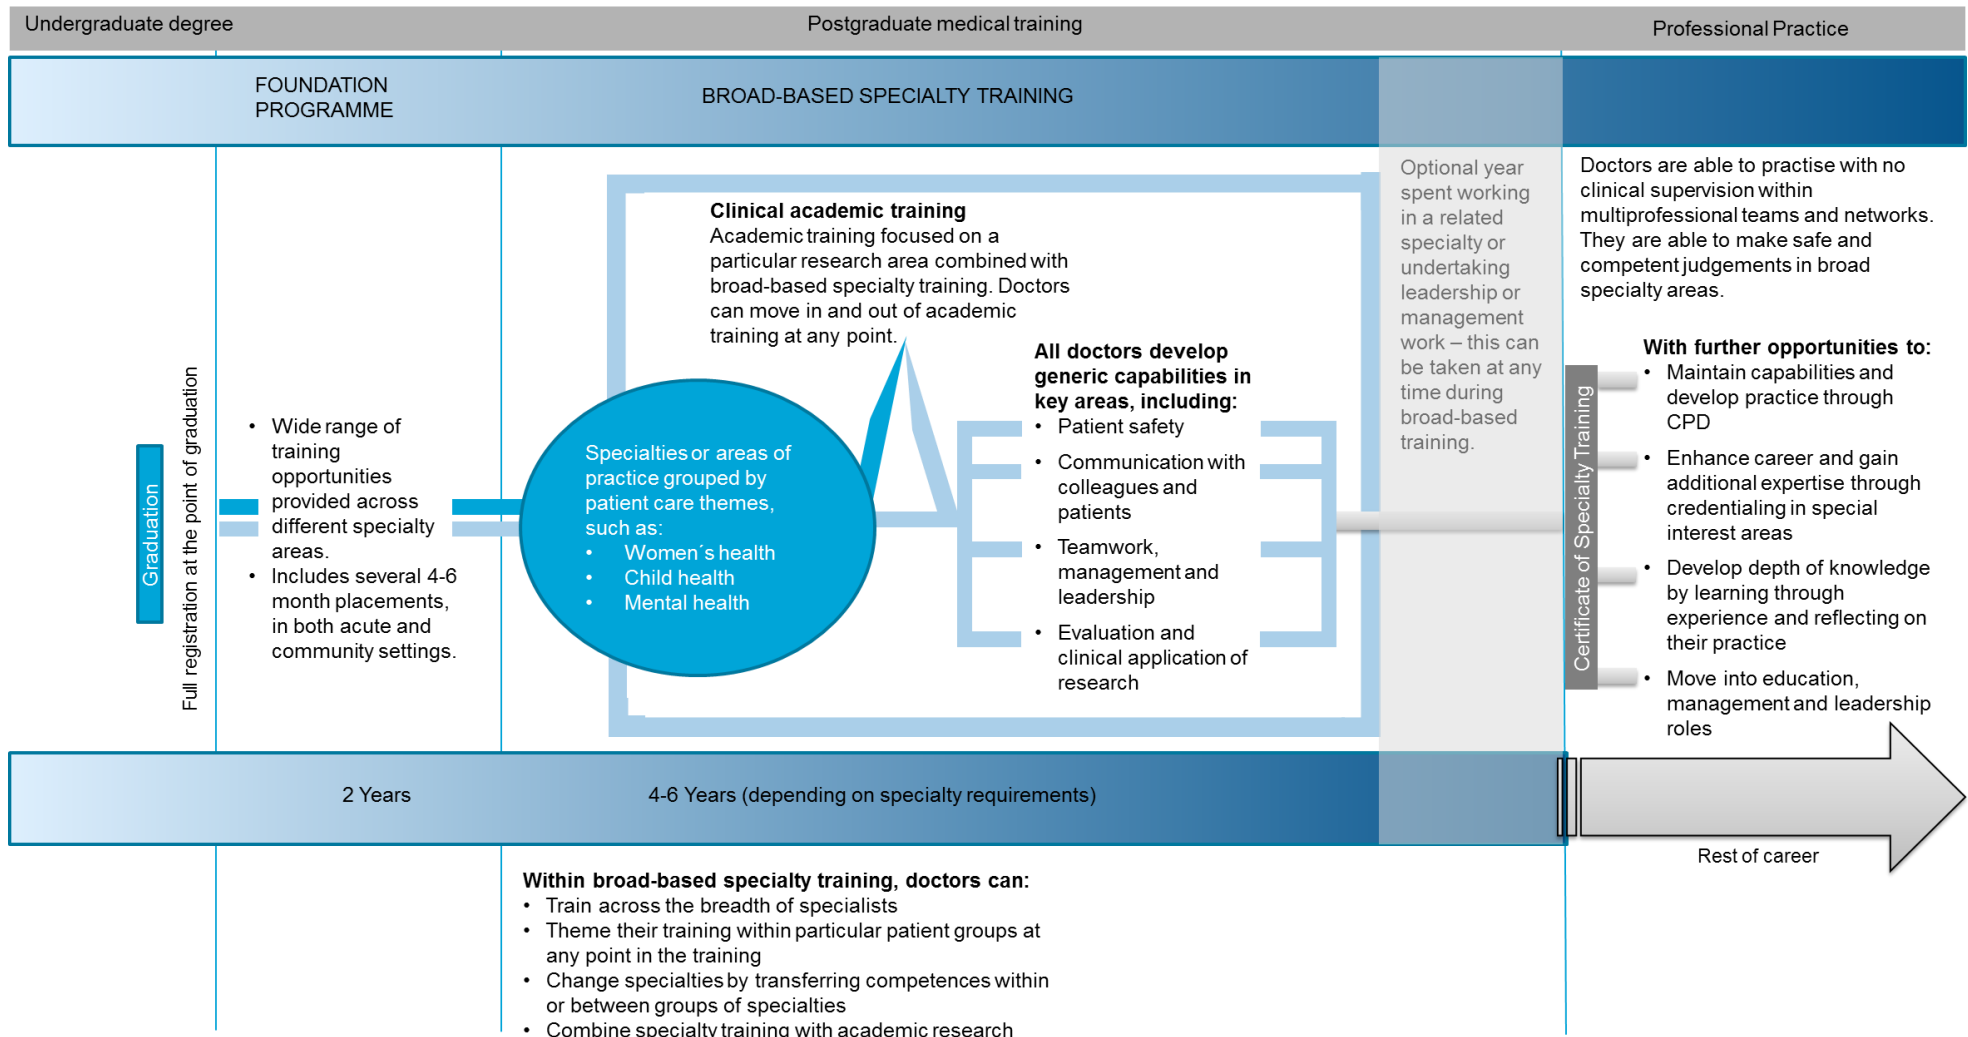 Undergraduate degree
Postgraduate medical training
Professional Practice
FOUNDATION
PROGRAMME
BROAD-BASED SPECIALTY TRAINING
Graduation
Full registration at the point of graduation
• Wide range of
training
opportunities
provided across
different specialty
areas.
• Includes several 4-6
month placements,
in both acute and
community settings.
Clinical academic training
Academic training focused on a
particular research area combined with
broad-based specialty training. Doctors
can move in and out of academic
training at any point.
Specialties or areas of
practice grouped by
patient care themes,
such as:
• Women´s health
• Child health
• Mental health
All doctors develop
generic capabilities in
key areas, including:
• Patient safety
• Communication with
colleagues and
patients
• Teamwork,
management and
leadership
• Evaluation and
clinical application of
research
Optional year
spent working
in a related
specialty or
undertaking
leadership or
management
work – this can
be taken at any
time during
broad-based
training.
Doctors are able to practise with no
clinical supervision within
multiprofessional teams and networks.
They are able to make safe and
competent judgements in broad
specialty areas.
Certificate of Specialty Training
With further opportunities to:
• Maintain capabilities and
develop practice through
CPD
• Enhance career and gain
additional expertise through
credentialing in special
interest areas
• Develop depth of knowledge
by learning through
experience and reflecting on
their practice
• Move into education,
management and leadership
roles
2 Years
4-6 Years (depending on specialty requirements)
Rest of career
Within broad-based specialty training, doctors can:
• Train across the breadth of specialists
• Theme their training within particular patient groups at
any point in the training
• Change specialties by transferring competences within
or between groups of specialties
• Combine specialty training with academic research